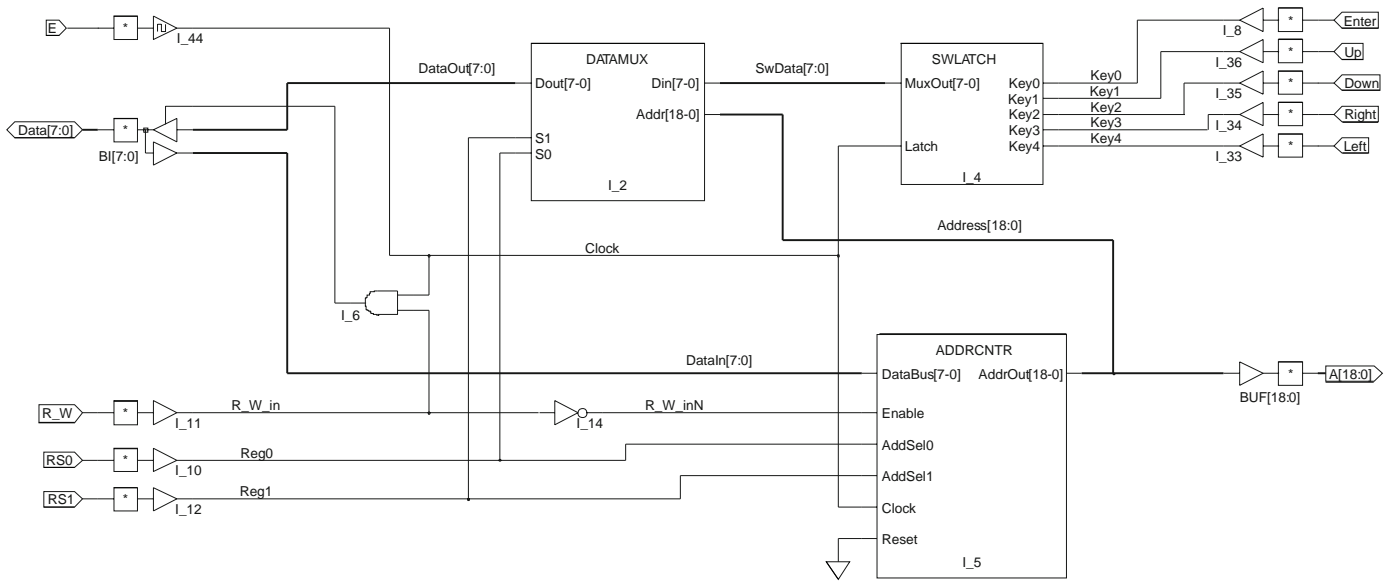 E
*
I_44
DataOut[7:0]
DATAMUX
Dout[7-0]
Din[7-0]
Addr[18-0]
S1
S0
I_2
SwData[7:0]
SWLATCH
MuxOut[7-0]
Key0
Key1
Key2
Key3
Key4
Latch
I_4
Key0
Key1
Key2
Key3
Key4
I_8
*
Enter
I_36
*
Up
I_35
*
Down
I_34
*
Right
I_33
*
Left
Data[7:0]
*
BI[7:0]
Address[18:0]
Clock
I_6
DataIn[7:0]
ADDRCNTR
DataBus[7-0]
AddrOut[18-0]
Enable
AddSel0
AddSel1
Clock
Reset
I_5
BUF[18:0]
*
A[18:0]
R_W
*
I_11
R_W_in
I_14
R_W_inN
RS0
*
I_10
Reg0
RS1
*
I_12
Reg1